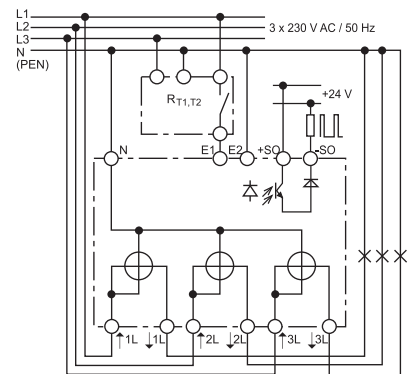 L1
L2
L3
N
(PEN)
3 x 230 V AC / 50 Hz
RT1,T2
+24 V
N E1 E2 +SO -SO
1L 1L 2L 2L 3L 3L